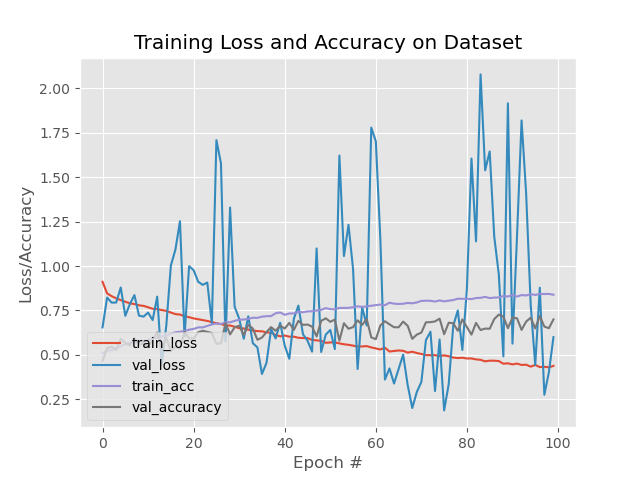 Training Loss and Accuracy on Dataset
Loss/Accuracy
2.00
1.75
1.50
1.25
1.00
0.75
0.50
0.25
train_loss
val_loss
train_acc
val_accuracy
0
20
40
60
80
100
Epoch #